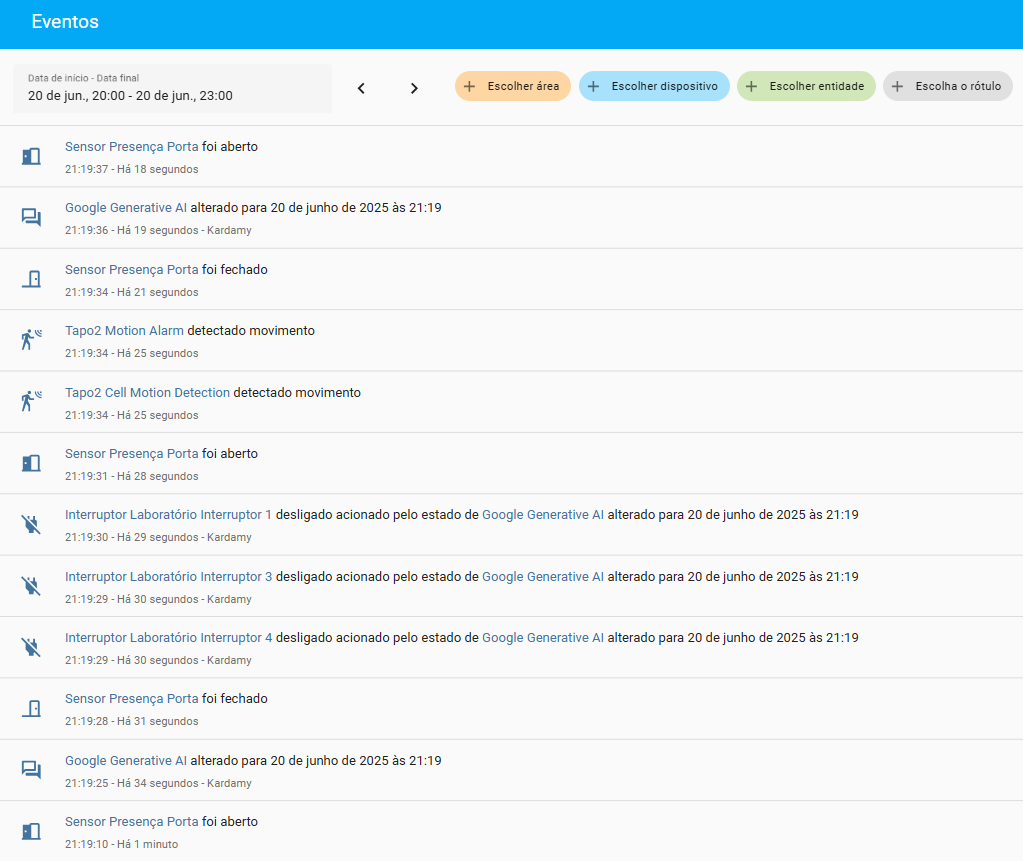 Eventos
Data de início - Data final
20 de jun., 20:00 - 20 de jun., 23:00
Escolher área
Escolher dispositivo
Escolher entidade
Escolha o rótulo
Sensor Presença Porta foi aberto
21:19:37 - Há 18 segundos
Google Generative AI alterado para 20 de junho de 2025 às 21:19
21:19:36 - Há 19 segundos - Kardamy
Sensor Presença Porta foi fechado
21:19:34 - Há 21 segundos
Tapo2 Motion Alarm detectado movimento
21:19:34 - Há 25 segundos
Tapo2 Cell Motion Detection detectado movimento
21:19:34 - Há 25 segundos
Sensor Presença Porta foi aberto
21:19:31 - Há 28 segundos
Interruptor Laboratório Interruptor 1 desligado acionado pelo estado de Google Generative AI alterado para 20 de junho de 2025 às 21:19
21:19:30 - Há 29 segundos - Kardamy
Interruptor Laboratório Interruptor 3 desligado acionado pelo estado de Google Generative AI alterado para 20 de junho de 2025 às 21:19
21:19:29 - Há 30 segundos - Kardamy
Interruptor Laboratório Interruptor 4 desligado acionado pelo estado de Google Generative AI alterado para 20 de junho de 2025 às 21:19
21:19:29 - Há 30 segundos - Kardamy
Sensor Presença Porta foi fechado
21:19:28 - Há 31 segundos
Google Generative AI alterado para 20 de junho de 2025 às 21:19
21:19:25 - Há 34 segundos - Kardamy
Sensor Presença Porta foi aberto
21:19:10 - Há 1 minuto